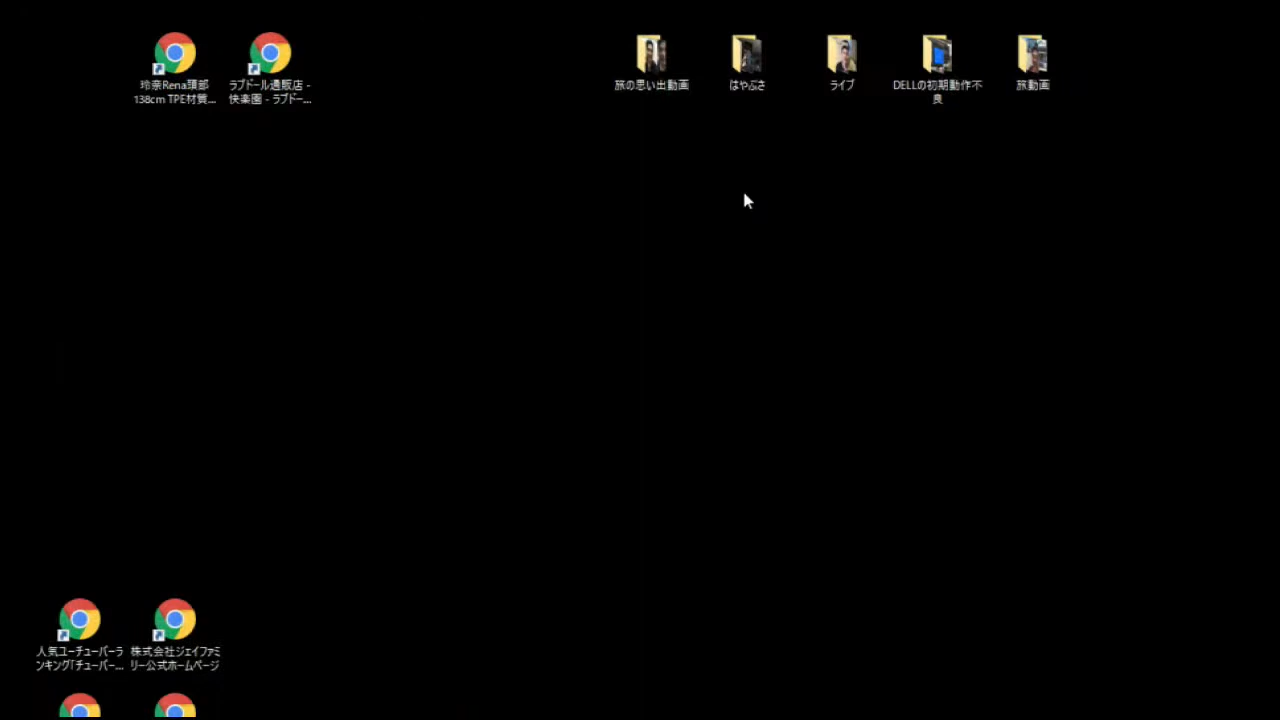 玲奈Rena頭部
138cm TPE材質...
ラブドール通販店 -
快楽園 - ラブドー...
旅の思い出動画
はやぶさ
ライブ
DELLの初期動作不
良
旅動画
人気ユーチューバーラ
ンキング「チューバー...
株式会社ジェイファミ
リー公式ホームページ